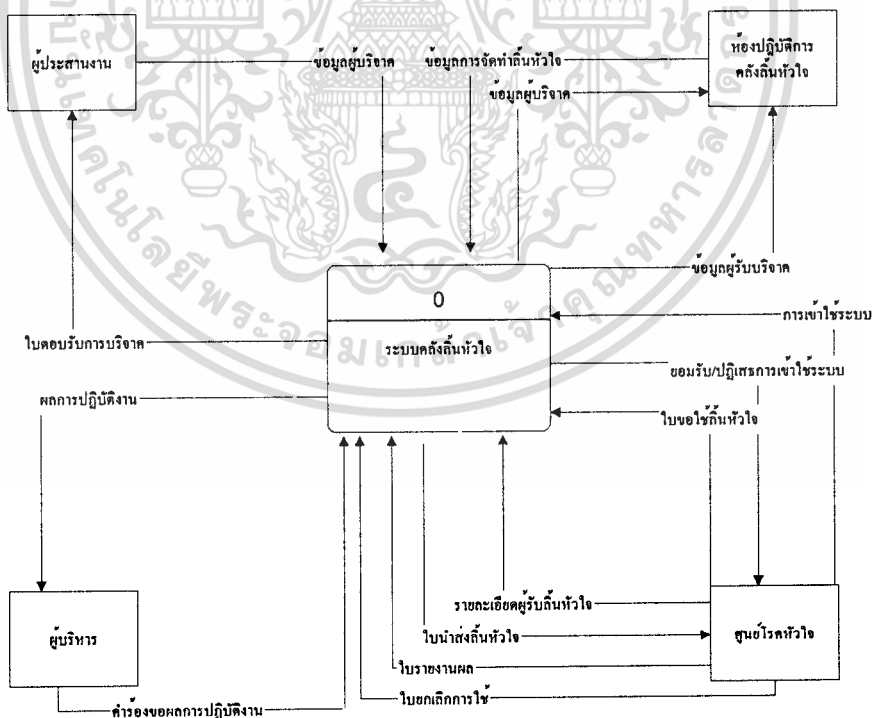 ผู้ประสานงาน
ข้อมูลผู้บริจาค
ข้อมูลการจัดทำลิ้นหัวใจ
ห้องปฏิบัติการ
คลังลิ้นหัวใจ
ข้อมูลผู้บริจาค
ข้อมูลผู้รับบริจาค
0
การเข้าใช้ระบบ
ใบตอบรับการบริจาค
ระบบคลังลิ้นหัวใจ
ยอมรับ/ปฏิเสธการเข้าใช้ระบบ
ผลการปฏิบัติงาน
ใบขอใช้ลิ้นหัวใจ
รายละเอียดผู้รับลิ้นหัวใจ
ผู้บริหาร
ใบนำส่งลิ้นหัวใจ
ศูนย์โรคหัวใจ
ใบรายงานผล
ใบยกเลิกการใช้
คำร้องขอผลการปฏิบัติงาน